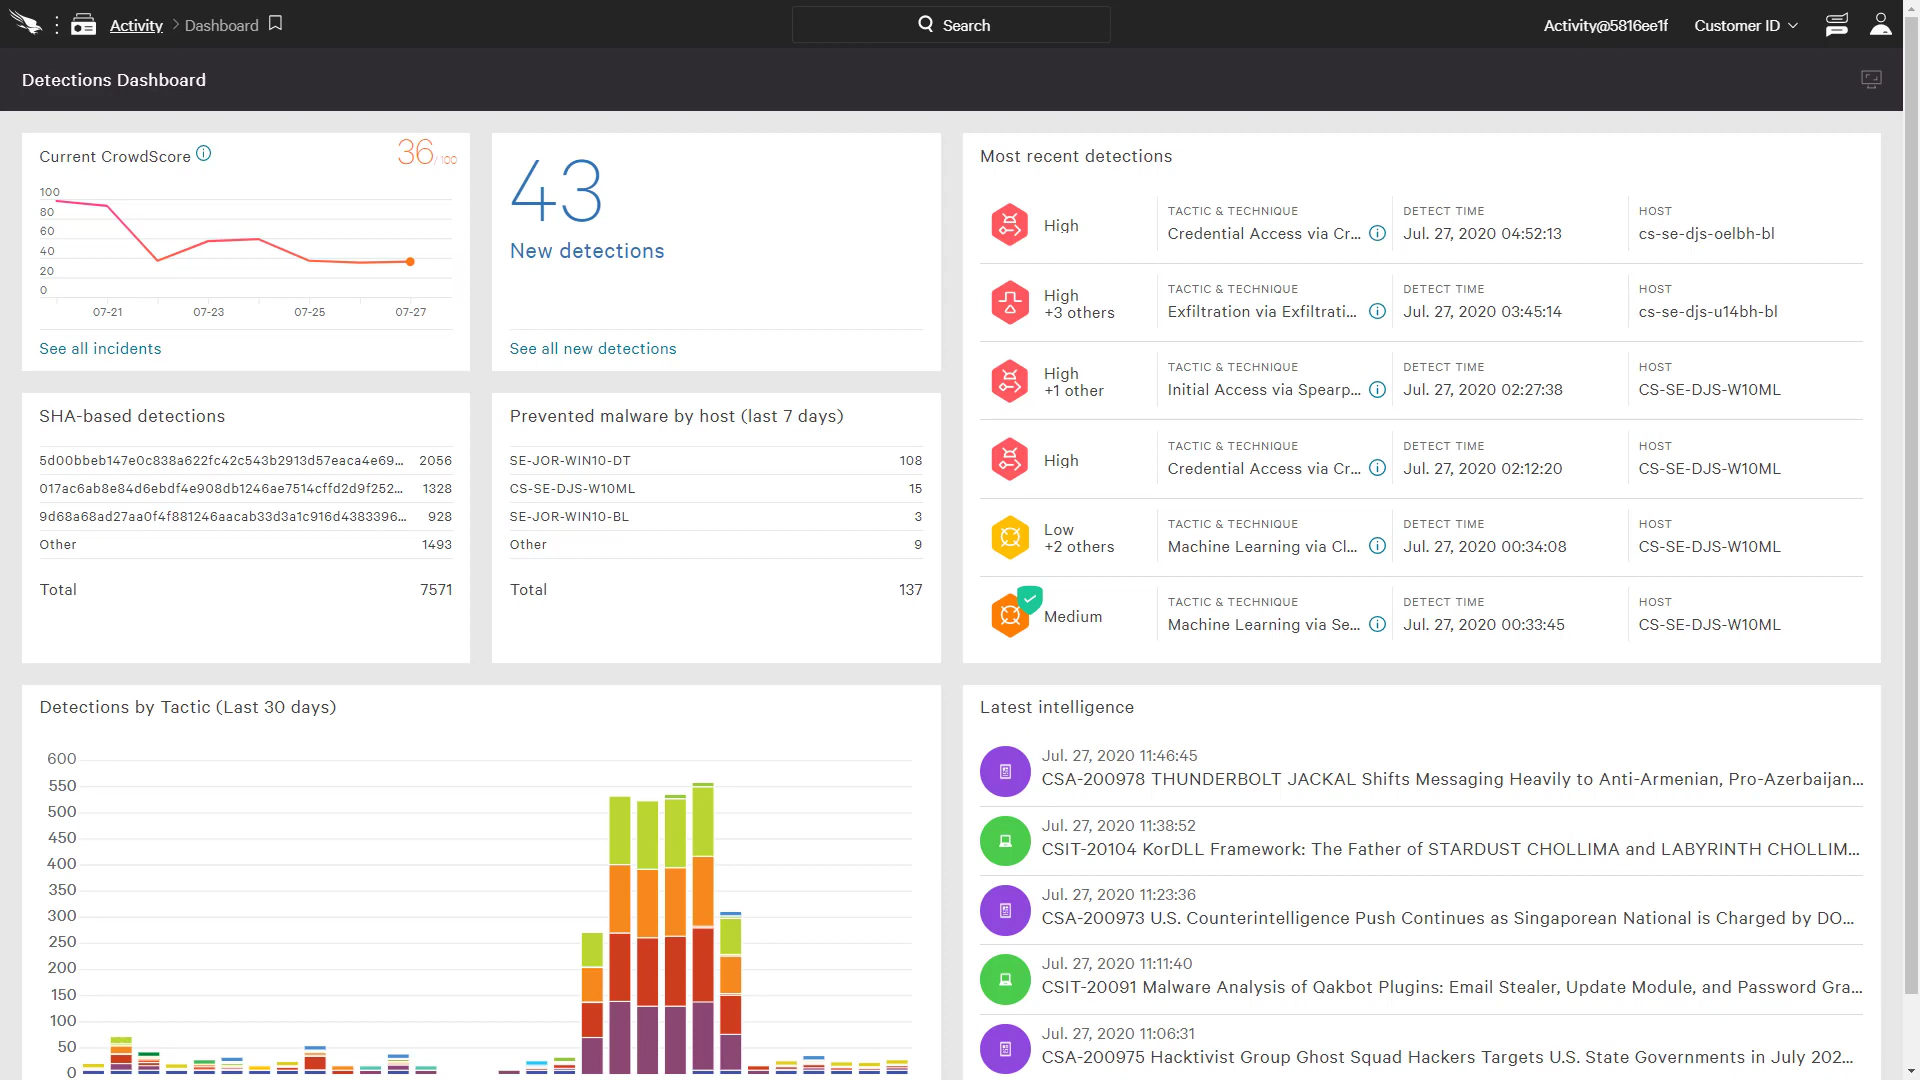 Activity > Dashboard
Search
Activity@5816ee1f
Customer ID
Detections Dashboard
Current CrowdScore
36/ 100
100
80
60
40
20
0
07-21 07-23 07-25 07-27
See all incidents
43
New detections
See all new detections
Most recent detections
High
TACTIC & TECHNIQUE
Credential Access via Cr...
DETECT TIME
Jul. 27, 2020 04:52:13
HOST
cs-se-djs-oelbh-bl
High
+3 others
TACTIC & TECHNIQUE
Exfiltration via Exfiltrati...
DETECT TIME
Jul. 27, 2020 03:45:14
HOST
cs-se-djs-u14bh-bl
High
+1 other
TACTIC & TECHNIQUE
Initial Access via Spearp...
DETECT TIME
Jul. 27, 2020 02:27:38
HOST
CS-SE-DJS-W10ML
High
TACTIC & TECHNIQUE
Credential Access via Cr...
DETECT TIME
Jul. 27, 2020 02:12:20
HOST
CS-SE-DJS-W10ML
Low
+2 others
TACTIC & TECHNIQUE
Machine Learning via Cl...
DETECT TIME
Jul. 27, 2020 00:34:08
HOST
CS-SE-DJS-W10ML
Medium
TACTIC & TECHNIQUE
Machine Learning via Se...
DETECT TIME
Jul. 27, 2020 00:33:45
HOST
CS-SE-DJS-W10ML
SHA-based detections
5d00bbeb147e0c838a622fc42c543b2913d57eaca4e69... 2056
017ac6ab8e84d6ebdf4e908db1246ae7514cffd2d9f252... 1328
9d68a68ad27aa0f4f881246aacab33d3a1c916d4383396... 928
Other 1493
Total 7571
Prevented malware by host (last 7 days)
SE-JOR-WIN10-DT 108
CS-SE-DJS-W10ML 15
SE-JOR-WIN10-BL 3
Other 9
Total 137
Detections by Tactic (Last 30 days)
600
550
500
450
400
350
300
250
200
150
100
50
0
Latest intelligence
Jul. 27, 2020 11:46:45
CSA-200978 THUNDERBOLT JACKAL Shifts Messaging Heavily to Anti-Armenian, Pro-Azerbaijan...
Jul. 27, 2020 11:38:52
CSIT-20104 KorDLL Framework: The Father of STARDUST CHOLLIMA and LABYRINTH CHOLLIM...
Jul. 27, 2020 11:23:36
CSA-200973 U.S. Counterintelligence Push Continues as Singaporean National is Charged by DO...
Jul. 27, 2020 11:11:40
CSIT-20091 Malware Analysis of Qakbot Plugins: Email Stealer, Update Module, and Password Gra...
Jul. 27, 2020 11:06:31
CSA-200975 Hacktivist Group Ghost Squad Hackers Targets U.S. State Governments in July 202...